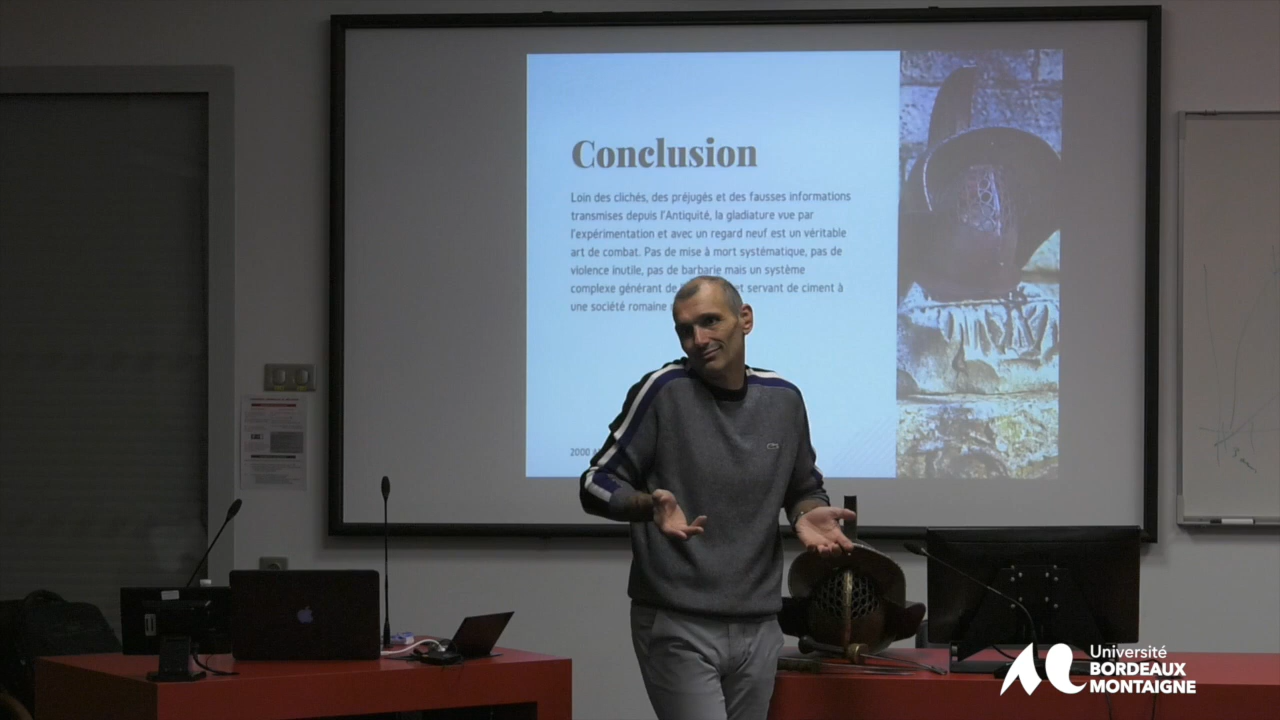 Conclusion
Loin des clichés, des préjugés et des fausses informations
transmises depuis l'Antiquité, la gladiature vue par
l'expérimentation et avec un regard neuf est un véritable
art de combat. Pas de mise à mort systématique, pas de
violence inutile, pas de barbarie mais un système
complexe générant de et servant de ciment à
une société romaine
2000
Université
BORDEAUX
MONTAIGNE